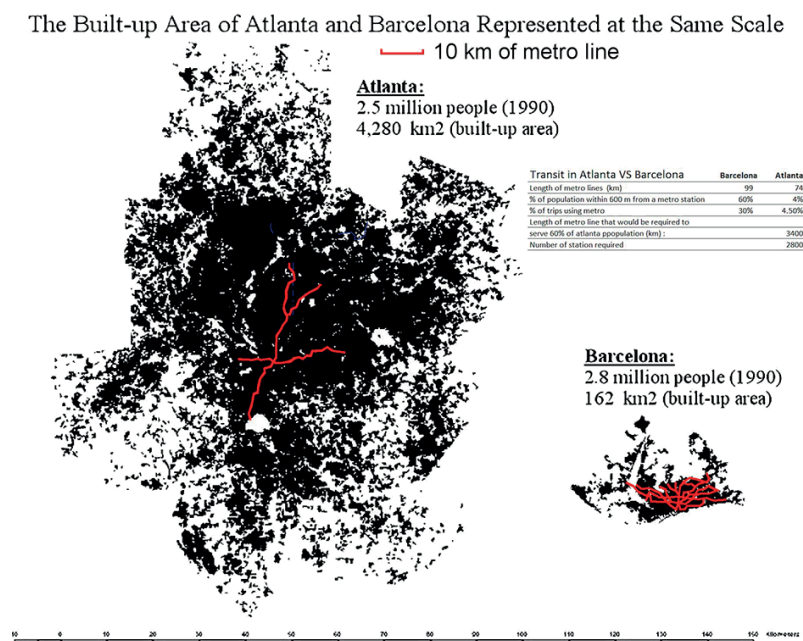 The Built-up Area of Atlanta and Barcelona Represented at the Same Scale
10 km of metro line
Atlanta:
2.5 million people (1990)
4,280 km2 (built-up area)
Transit in Atlanta VS Barcelona Barcelona Atlanta
Length of metro lines (km) 99 74
% of population within 600 m from a metro station 60% 4%
% of trips using metro 30% 4.50%
Length of metro line that would be required to
serve 60% of atlanta ppopulation (km) : 3400
Number of station required 2800
Barcelona:
2.8 million people (1990)
162 km2 (built-up area)
10 0 10 20 30 40 50 60 70 80 90 100 110 120 130 140 150 Kilometers